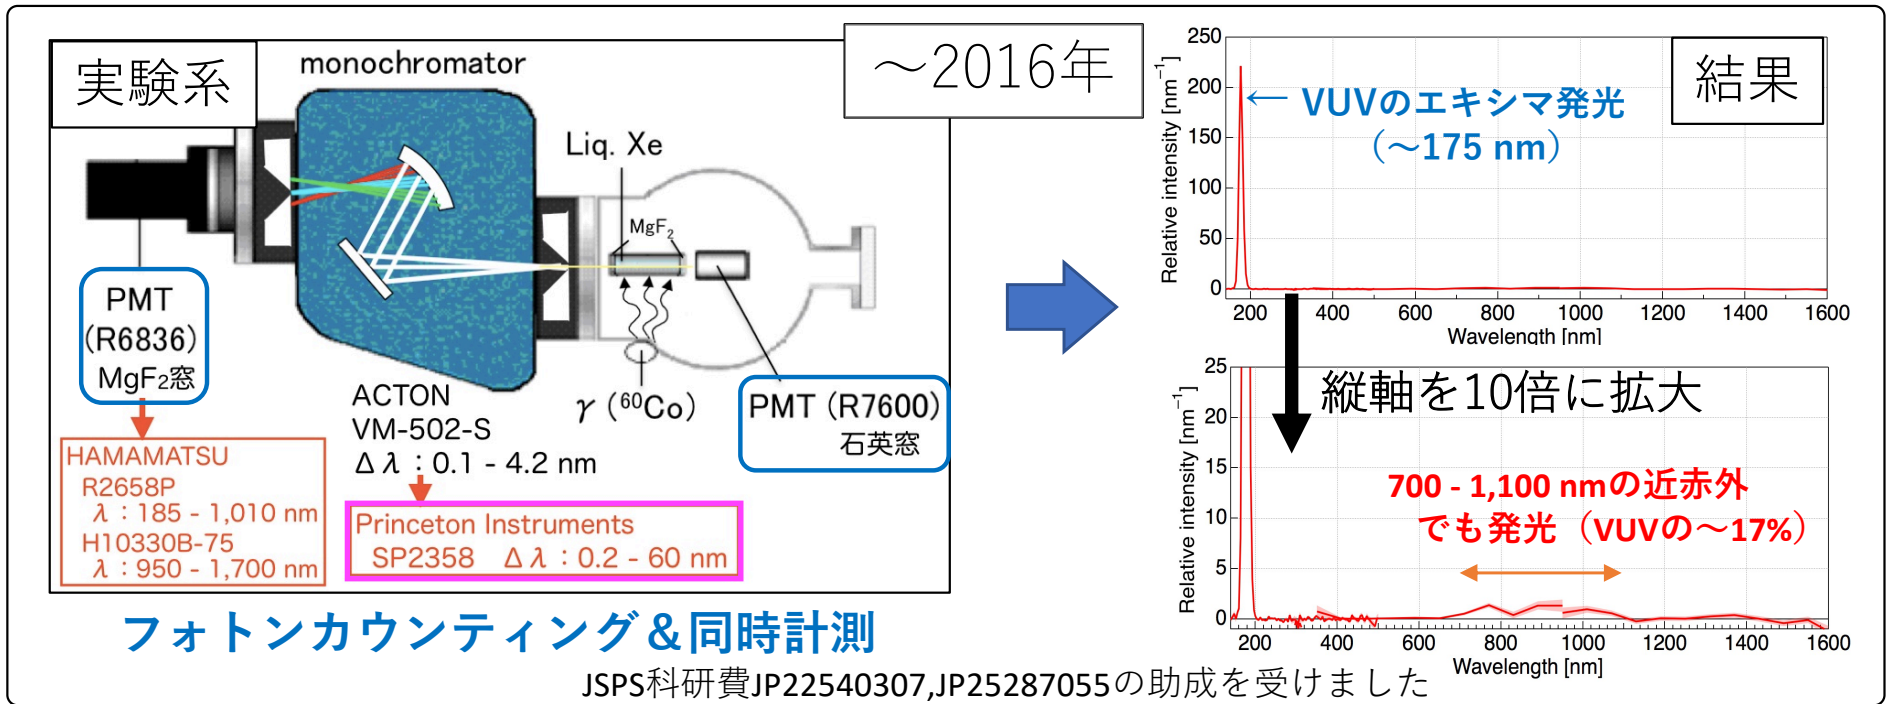 実験系
monochromator
～2016年
Liq. Xe
MgF₂
PMT
(R6836)
MgF₂窓
HAMAMATSU
R2658P
λ：185 - 1,010 nm
H10330B-75
λ：950 - 1,700 nm
ACTON
VM-502-S
Δλ：0.1 - 4.2 nm
Princeton Instruments
SP2358 Δλ：0.2 - 60 nm
γ (⁶⁰Co)
PMT (R7600)
石英窓
フォトンカウンティング＆同時計測
結果
Relative intensity [nm⁻¹]
250
200
150
100
50
0
← VUVのエキシマ発光
（～175 nm）
200 400 600 800 1000 1200 1400 1600
Wavelength [nm]
縦軸を10倍に拡大
Relative intensity [nm⁻¹]
25
20
15
10
5
0
700 - 1,100 nmの近赤外
でも発光（VUVの～17%）
200 400 600 800 1000 1200 1400 1600
Wavelength [nm]
JSPS科研費JP22540307,JP25287055の助成を受けました